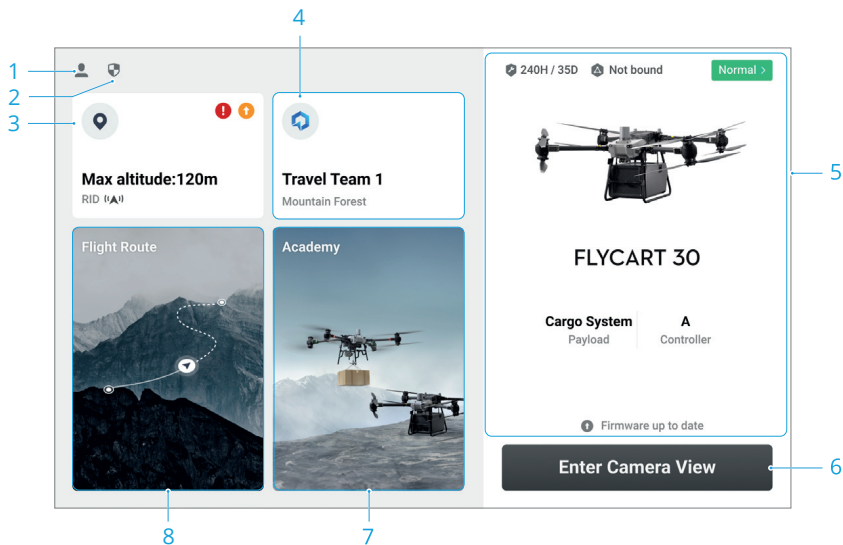 4
1
2
3
240H / 35D Not bound Normal >
Max altitude:120m
RID
Travel Team 1
Mountain Forest
5
Flight Route
Academy
FLYCART 30
Cargo System
Payload
A
Controller
Firmware up to date
Enter Camera View
6
8
7